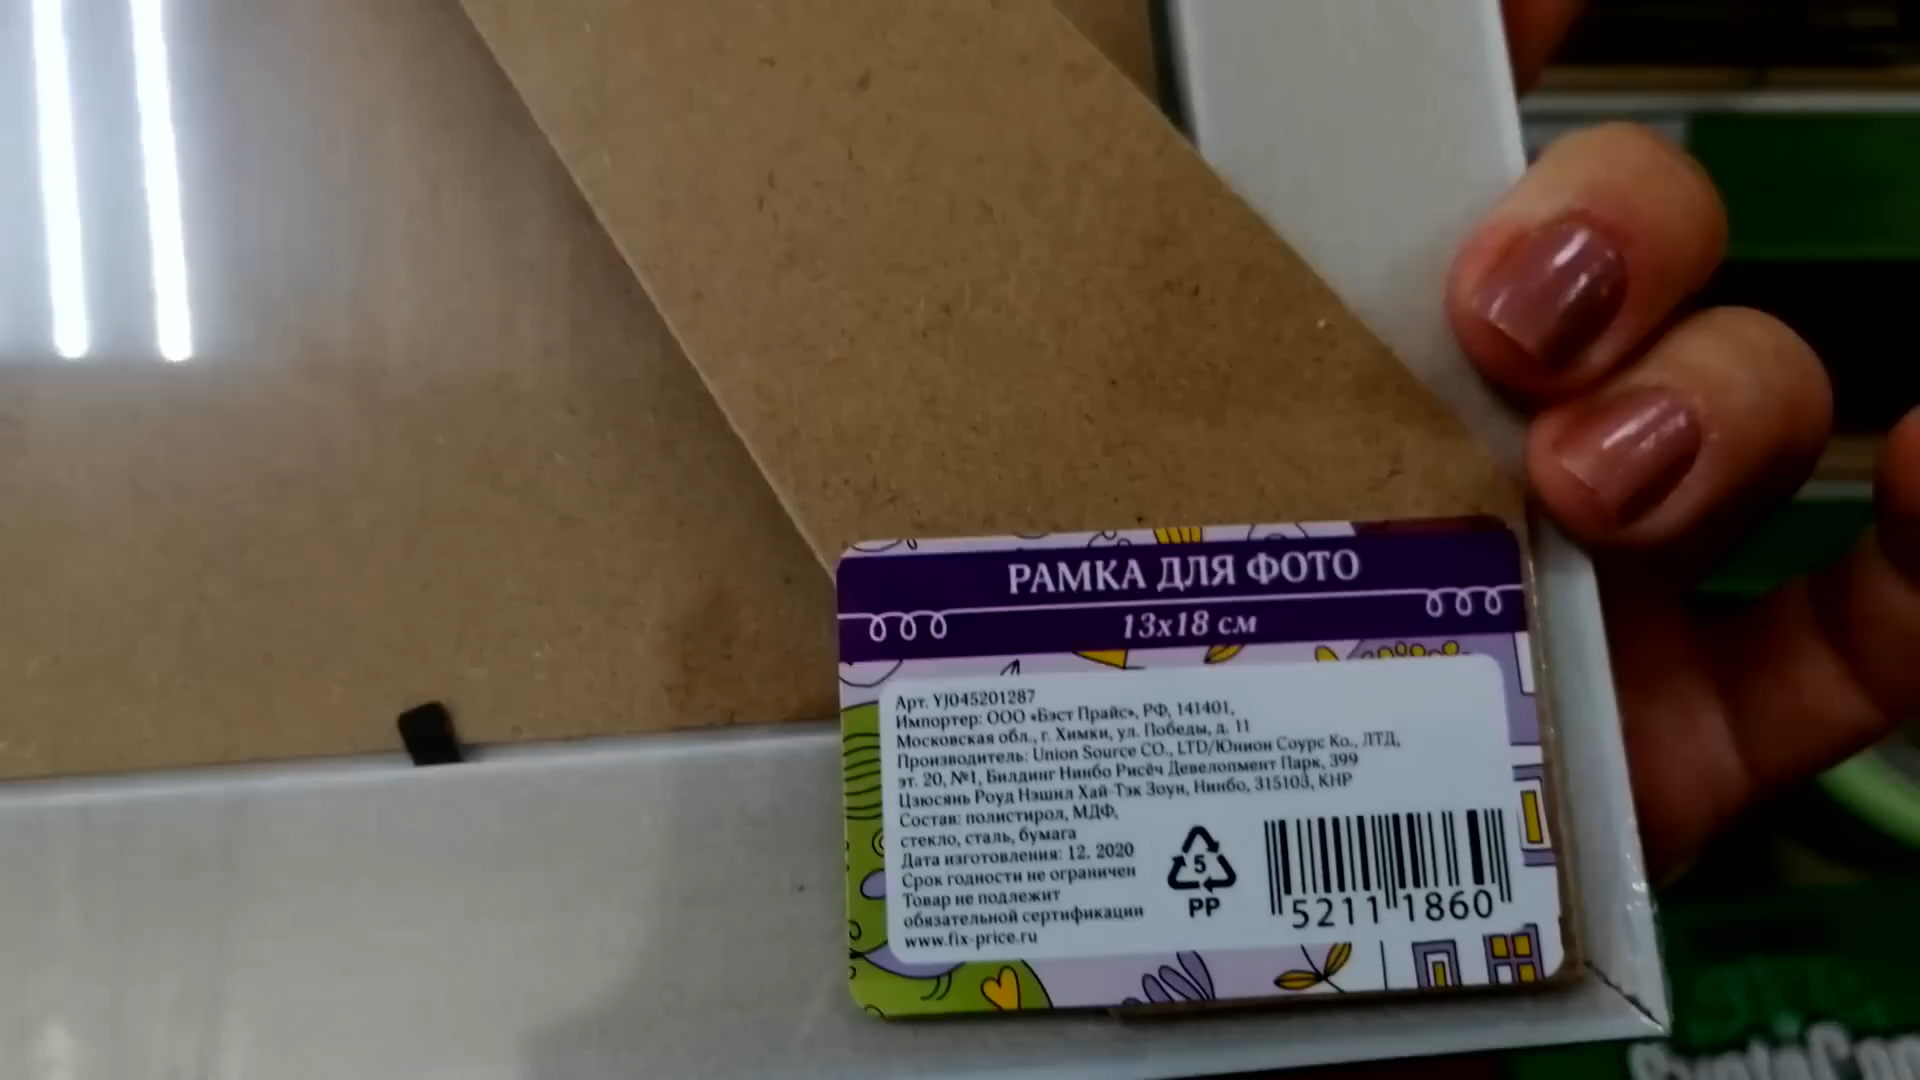 РАМКА ДЛЯ ФОТО
13х18 см
Арт. YJ045201287
Импортер: ООО «Бэст Прайс», РФ, 141401,
Московская обл., г. Химки, ул. Победы, д. 11
Производитель: Union Source CO., LTD/Юнион Соурс Ко., ЛТД,
эт. 20, №1, Билдинг Нинбо Рисёч Девелопмент Парк, 399
Цзюсянь Роуд Нэшнл Хай-Тэк Зоун, Нинбо, 315103, КНР
Состав: полистирол, МДФ,
стекло, сталь, бумага
Дата изготовления: 12. 2020
Срок годности не ограничен
Товар не подлежит
обязательной сертификации
www.fix-price.ru
5
PP
5211 1860